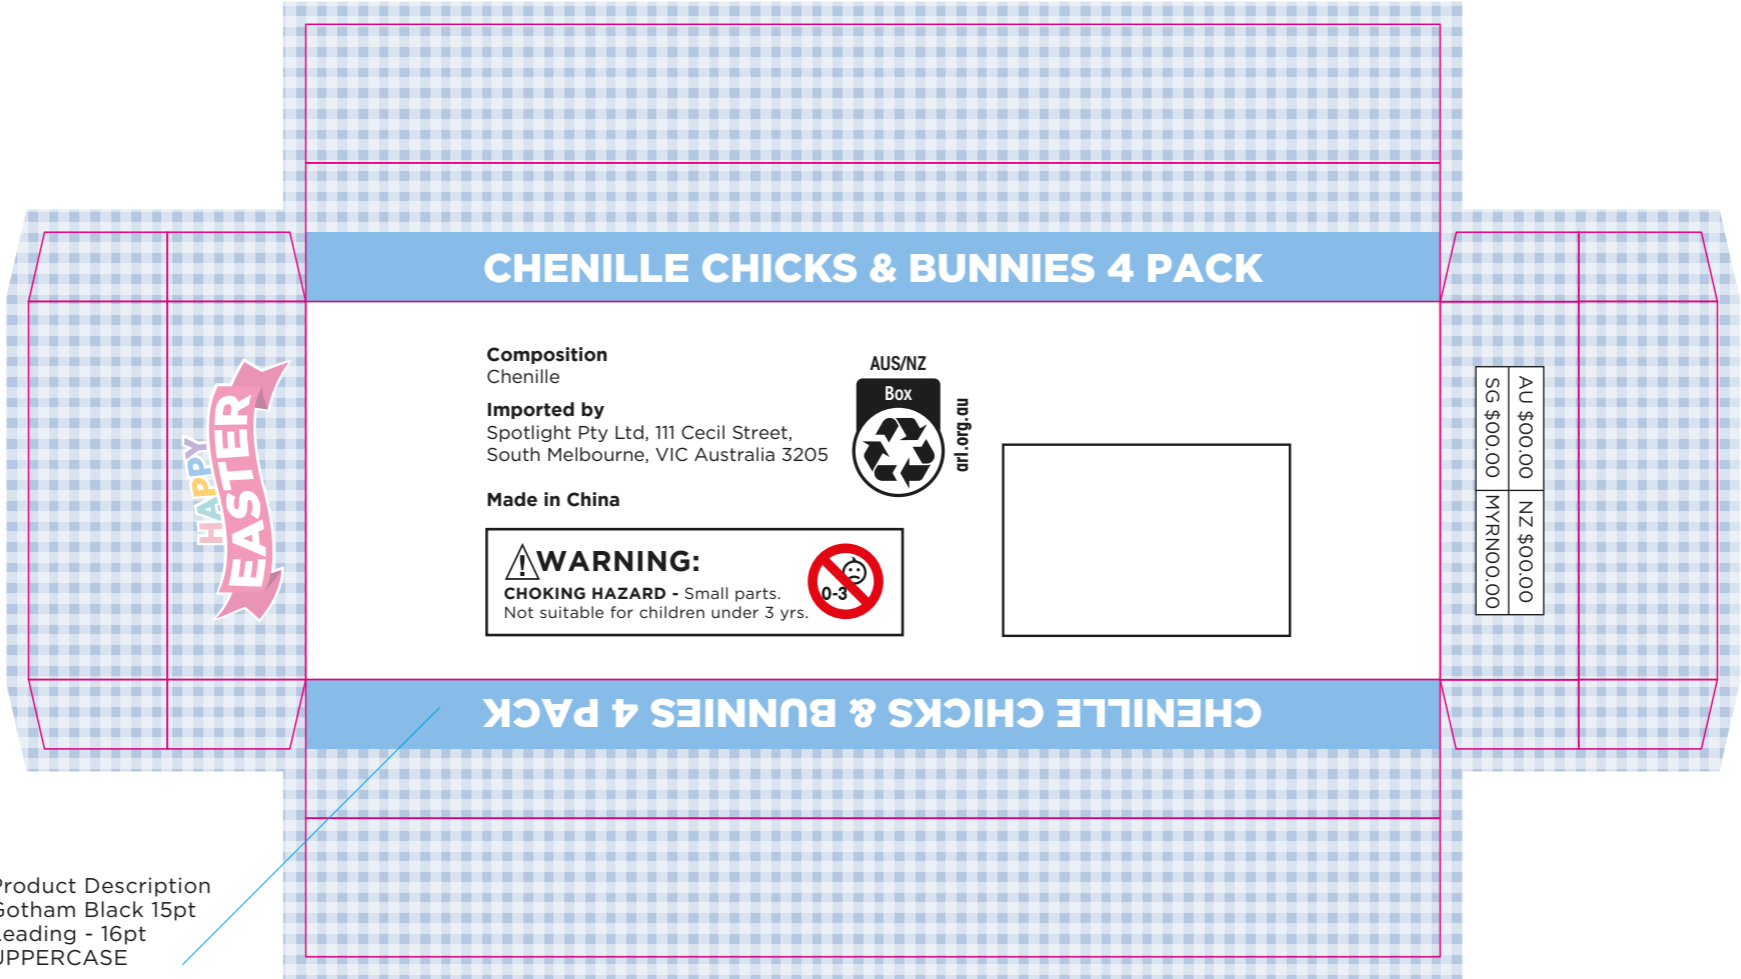 CHENILLE CHICKS & BUNNIES 4 PACK
Composition
Chenille
Imported by
Spotlight Pty Ltd, 111 Cecil Street,
South Melbourne, VIC Australia 3205
Made in China
WARNING:
CHOKING HAZARD - Small parts.
Not suitable for children under 3 yrs.
0-3
AUS/NZ
Box
arl.org.au
HAPPY
EASTER
AU $00.00 NZ $00.00
SG $00.00 MYRN00.00
CHENILLE CHICKS & BUNNIES 4 PACK
Product Description
Gotham Black 15pt
Leading - 16pt
UPPERCASE